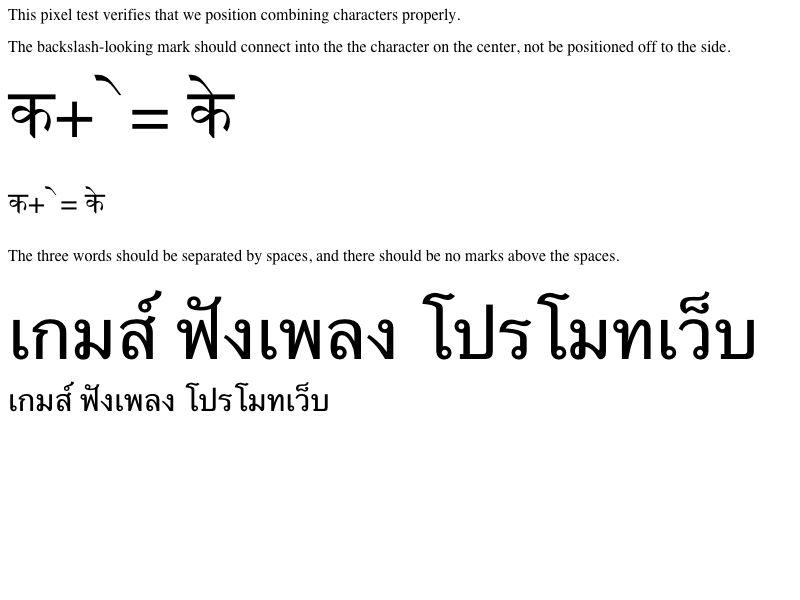 This pixel test verifies that we position combining characters properly.
The backslash-looking mark should connect into the the character on the center, not be positioned off to the side.
क+ े = के
क+ े = के
The three words should be separated by spaces, and there should be no marks above the spaces.
เกมส์ ฟังเพลง โปรโมทเว็บ
เกมส์ ฟังเพลง โปรโมทเว็บ